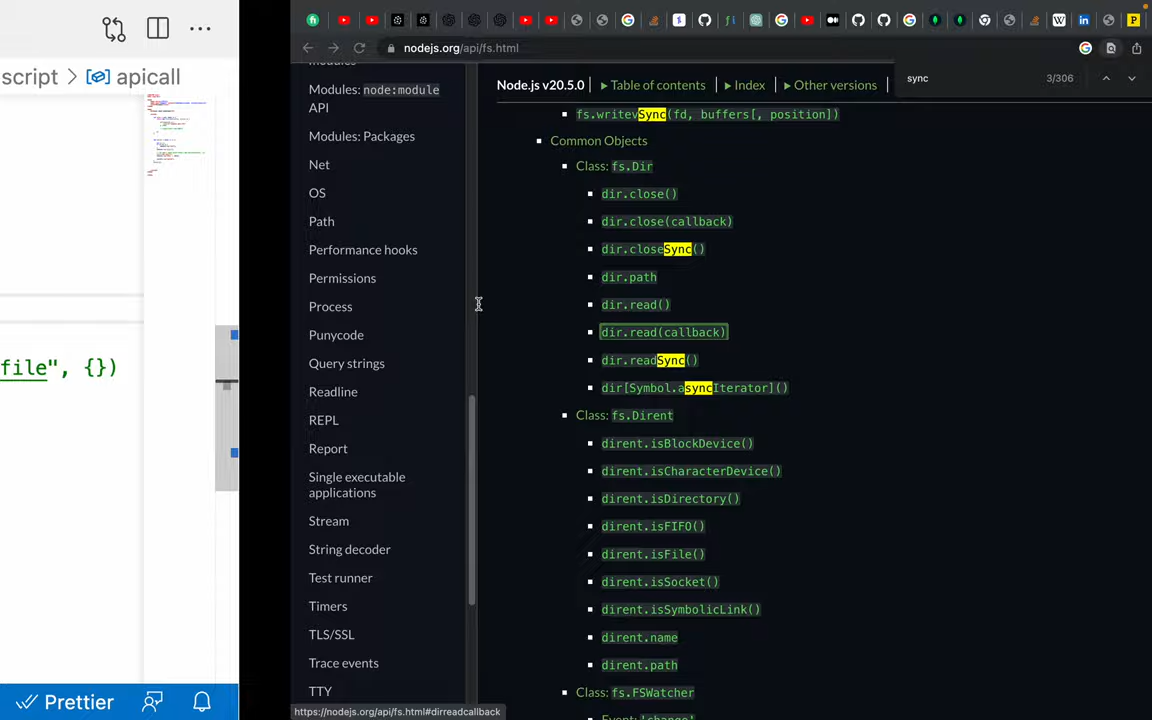 script > apicall
file", {})
Prettier
nodejs.org/api/fs.html
sync
3/306
modules
Modules: node:module
API
Modules: Packages
Net
OS
Path
Performance hooks
Permissions
Process
Punycode
Query strings
Readline
REPL
Report
Single executable
applications
Stream
String decoder
Test runner
Timers
TLS/SSL
Trace events
TTY
https://nodejs.org/api/fs.html#dirreadcallback
Node.js v20.5.0
▶ Table of contents
▶ Index
▶ Other versions
fs.writevSync(fd, buffers[, position])
Common Objects
Class: fs.Dir
dir.close()
dir.close(callback)
dir.closeSync()
dir.path
dir.read()
dir.read(callback)
dir.readSync()
dir[Symbol.asyncIterator]()
Class: fs.Dirent
dirent.isBlockDevice()
dirent.isCharacterDevice()
dirent.isDirectory()
dirent.isFIFO()
dirent.isFile()
dirent.isSocket()
dirent.isSymbolicLink()
dirent.name
dirent.path
Class: fs.FSWatcher
Event: 'change'